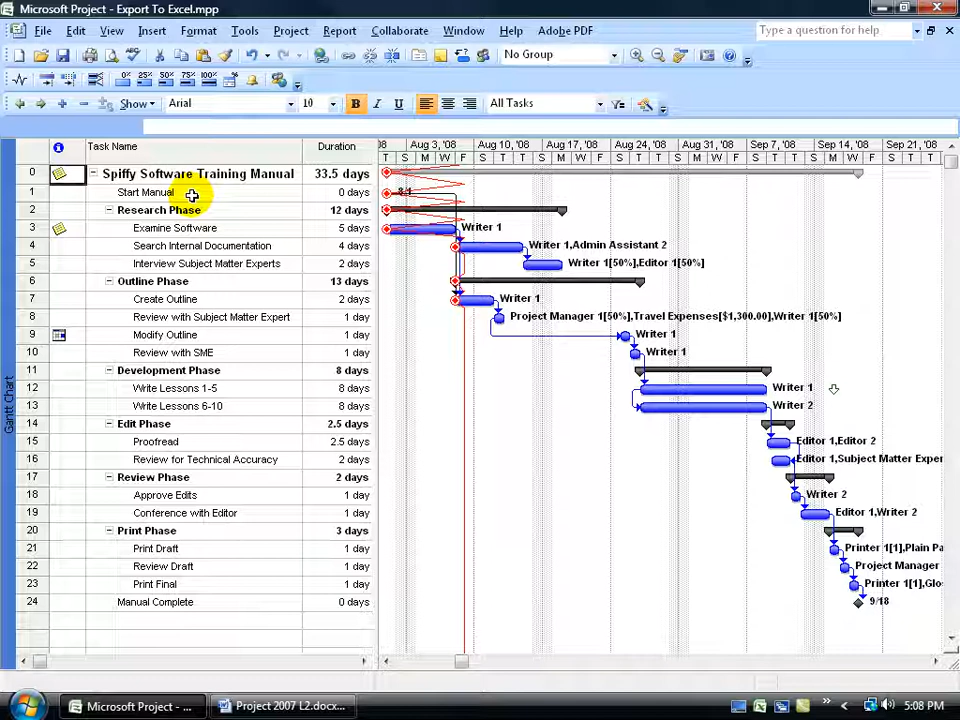 Microsoft Project - Export To Excel.mpp
File Edit View Insert Format Tools Project Report Collaborate Window Help Adobe PDF Type a question for help
No Group
0% 25% 50% 75% 100%
Show Arial 10 B I U All Tasks
Task Name Duration
08 Aug 3, '08 Aug 10, '08 Aug 17, '08 Aug 24, '08 Sep 7, '08 Sep 14, '08 Sep 21, '08
T S M W F T S M W F T S M W F T S
0 Spiffy Software Training Manual 33.5 days
1 Start Manual 0 days 8/1
2 Research Phase 12 days
3 Examine Software 5 days Writer 1
4 Search Internal Documentation 4 days Writer 1,Admin Assistant 2
5 Interview Subject Matter Experts 2 days Writer 1[50%],Editor 1[50%]
6 Outline Phase 13 days
7 Create Outline 2 days Writer 1
8 Review with Subject Matter Expert 1 day Project Manager 1[50%],Travel Expenses[$1,300.00],Writer 1[50%]
9 Modify Outline 1 day Writer 1
10 Review with SME 1 day Writer 1
11 Development Phase 8 days
12 Write Lessons 1-5 8 days Writer 1
13 Write Lessons 6-10 8 days Writer 2
14 Edit Phase 2.5 days
15 Proofread 2.5 days Editor 1,Editor 2
16 Review for Technical Accuracy 1 day Editor 1,Subject Matter Exper
17 Review Phase 2 days
18 Approve Edits 1 day Writer 2
19 Conference with Editor 1 day Editor 1,Writer 2
20 Print Phase 3 days
21 Print Draft 1 day Printer 1[1],Plain Pa
22 Review Draft 1 day Project Manager
23 Print Final 1 day Printer 1[1],Glo
24 Manual Complete 0 days 9/18
Gantt Chart
Microsoft Project - ... Project 2007 L2.docx... 5:08 PM